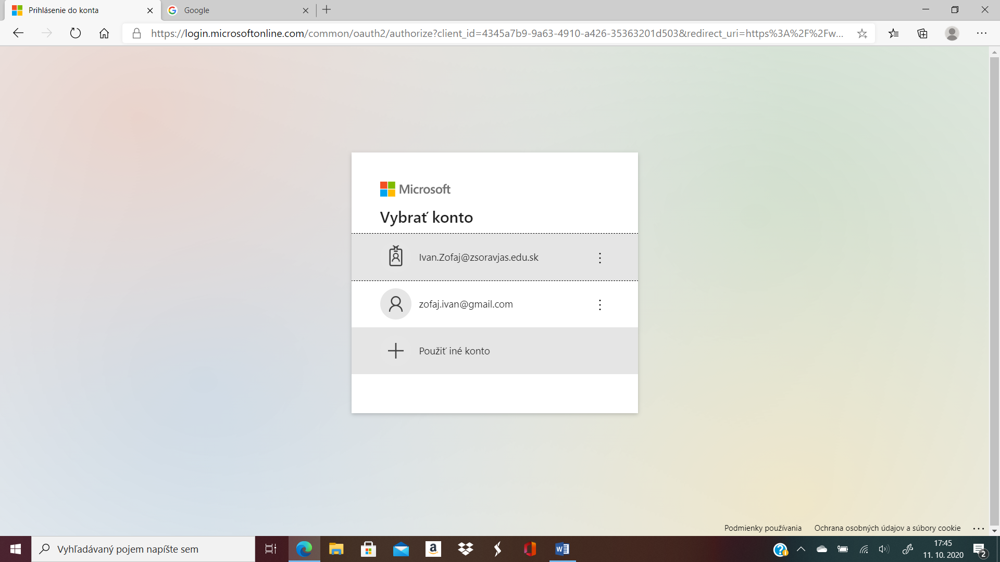 Prihlásenie do konta
Google
https://login.microsoftonline.com/common/oauth2/authorize?client_id=4345a7b9-9a63-4910-a426-35363201d503&redirect_uri=https%3A%2F%2Fw...
Microsoft
Vybrať konto
Ivan.Zofaj@zsoravjas.edu.sk
zofaj.ivan@gmail.com
Použiť iné konto
Podmienky používania
Ochrana osobných údajov a súbory cookie
Vyhľadávaný pojem napíšte sem
17:45
11. 10. 2020
2